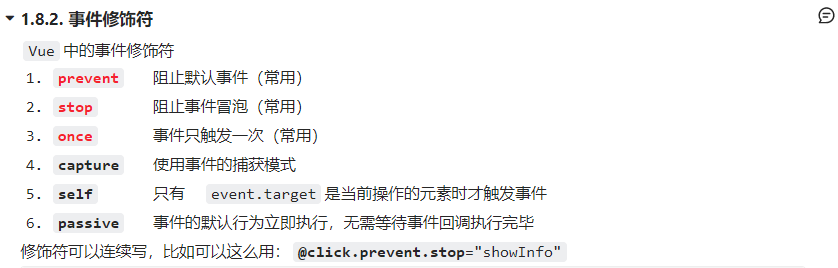 1.8.2. 事件修饰符
Vue 中的事件修饰符
1. prevent 阻止默认事件（常用）
2. stop 阻止事件冒泡（常用）
3. once 事件只触发一次（常用）
4. capture 使用事件的捕获模式
5. self 只有 event.target 是当前操作的元素时才触发事件
6. passive 事件的默认行为立即执行，无需等待事件回调执行完毕
修饰符可以连续写，比如可以这么用： @click.prevent.stop="showInfo"